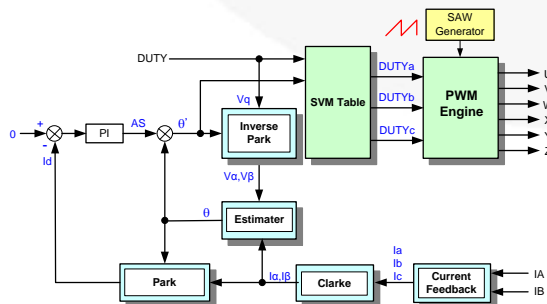 SAW
Generator
DUTY
DUTYa
DUTYb
DUTYc
SVM Table
PWM
Engine
U
V
W
X
Y
Z
Vq
0
+
-
Id
PI
AS
θ'
Inverse
Park
Vα,Vβ
θ
Estimater
Park
Iα,Iβ
Clarke
Ia
Ib
Ic
Current
Feedback
IA
IB